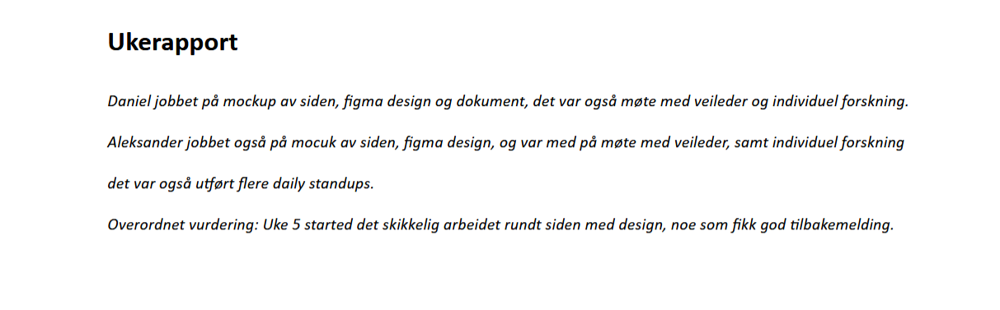 Ukerapport
Daniel jobbet på mockup av siden, figma design og dokument, det var også møte med veileder og individuel forskning.
Aleksander jobbet også på mocuk av siden, figma design, og var med på møte med veileder, samt individuel forskning
det var også utført flere daily standups.
Overordnet vurdering: Uke 5 started det skikkelig arbeidet rundt siden med design, noe som fikk god tilbakemelding.